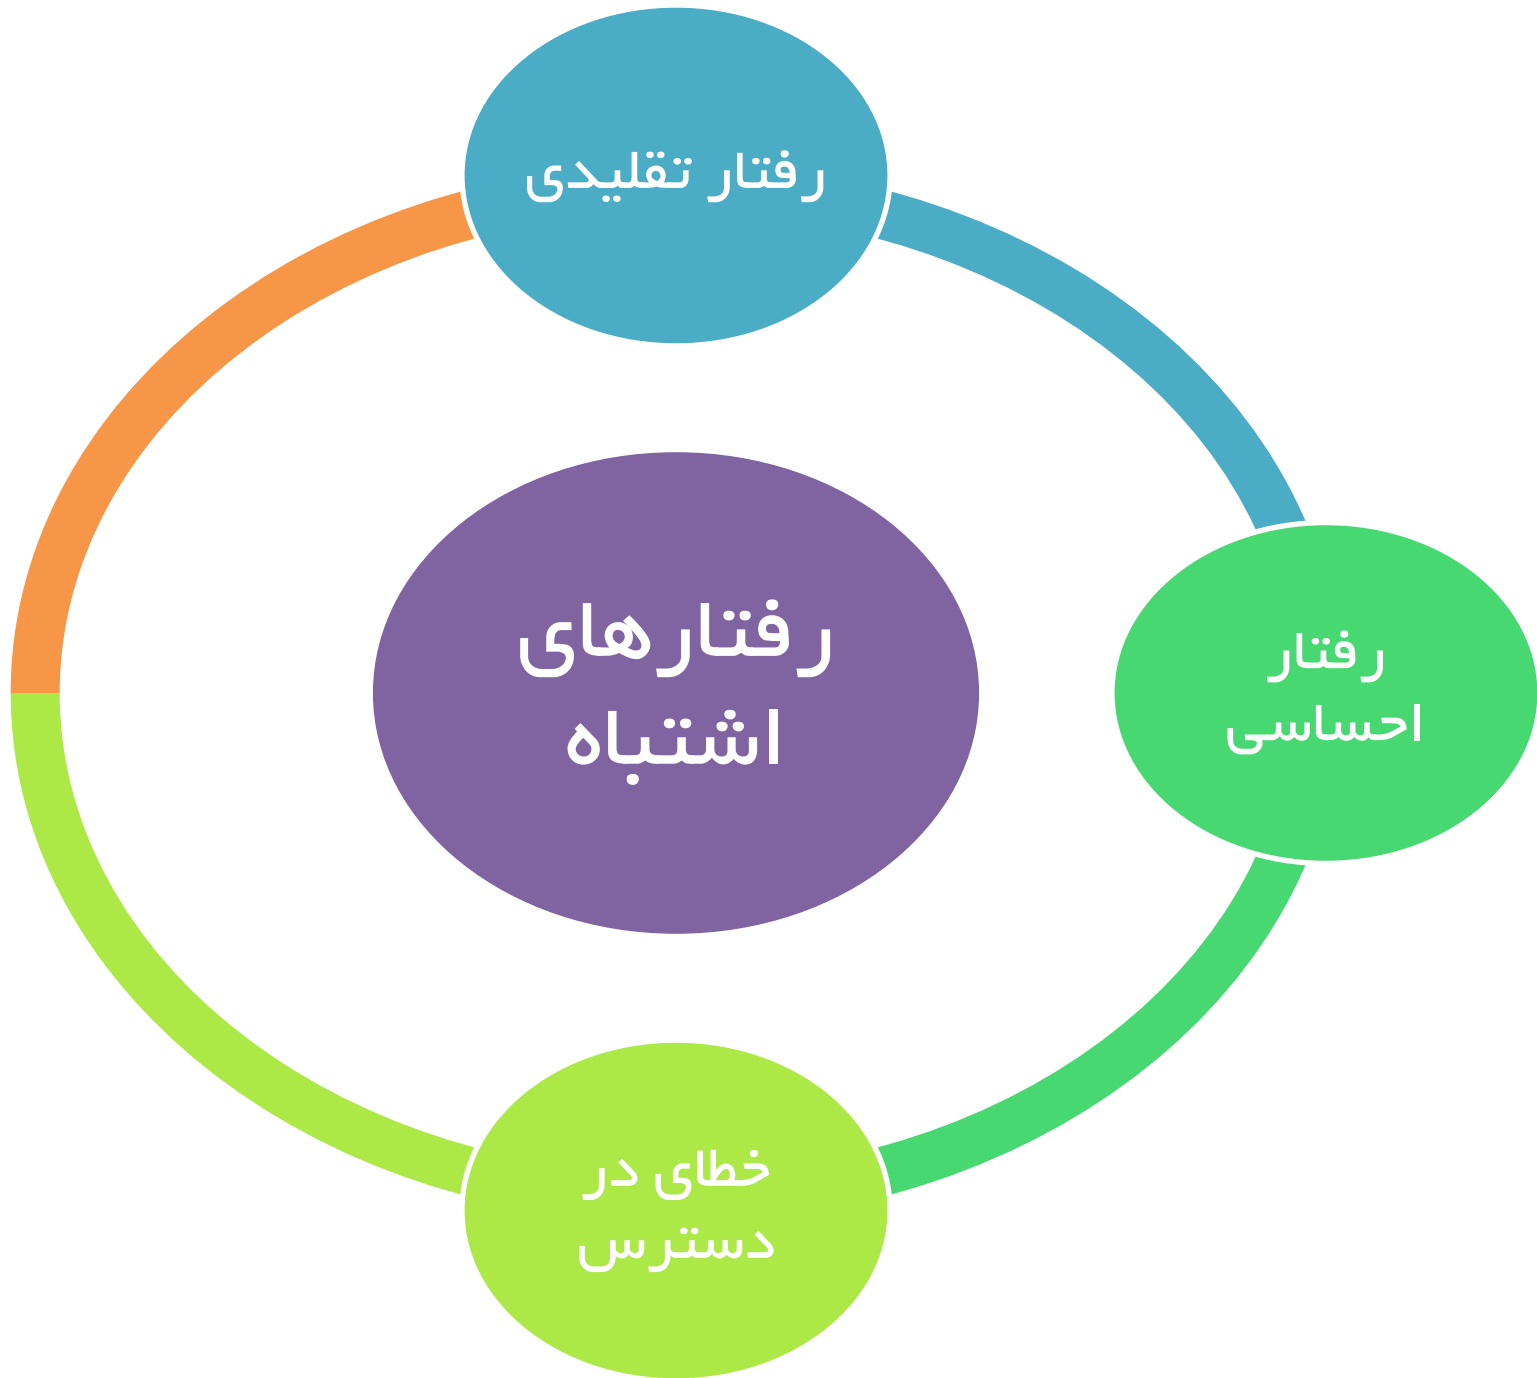 رفتار تقلیدی
رفتارهای
اشتباه
رفتار
احساسی
خطای در
دسترس